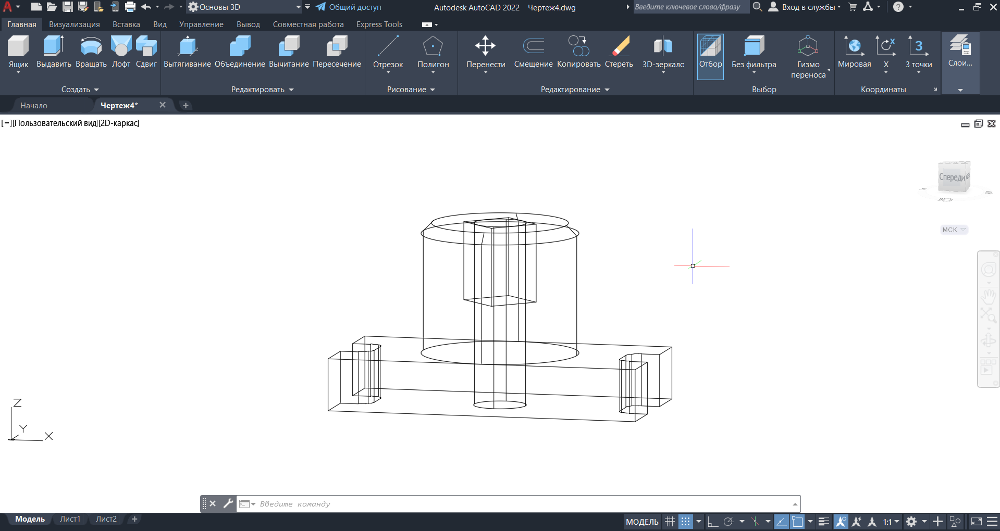 Основы 3D
Общий доступ
Autodesk AutoCAD 2022 Чертеж4.dwg
Введите ключевое слово/фразу
Вход в службы
Главная Визуализация Вставка Вид Управление Вывод Совместная работа Express Tools
Ящик Выдавить Вращать Лофт Сдвиг
Создать
Вытягивание Объединение Вычитание Пересечение
Редактировать
Отрезок Полигон
Рисование
Перенести Смещение Копировать Стереть 3D-зеркало
Редактирование
Отбор Без фильтра Гизмо переноса
Выбор
Мировая X 3 точки
Координаты
Слои...
Начало Чертеж4*
[−][Пользовательский вид][2D-каркас]
Спереди
МСК
Z
Y
X
Введите команду
Модель Лист1 Лист2
МОДЕЛЬ
1:1